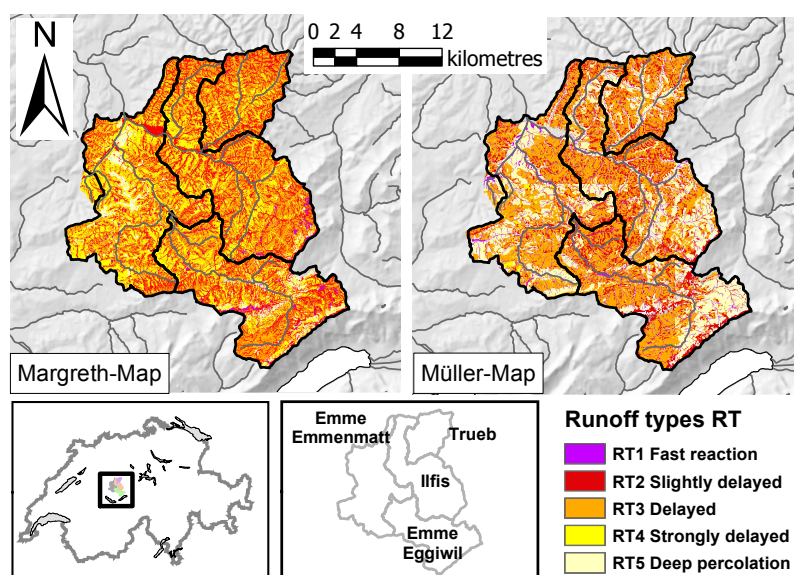 N
0 2 4 8 12
kilometres
Margreth-Map
Müller-Map
Emme
Emmenmatt
Trueb
Ilfis
Emme
Eggiwil
Runoff types RT
RT1 Fast reaction
RT2 Slightly delayed
RT3 Delayed
RT4 Strongly delayed
RT5 Deep percolation